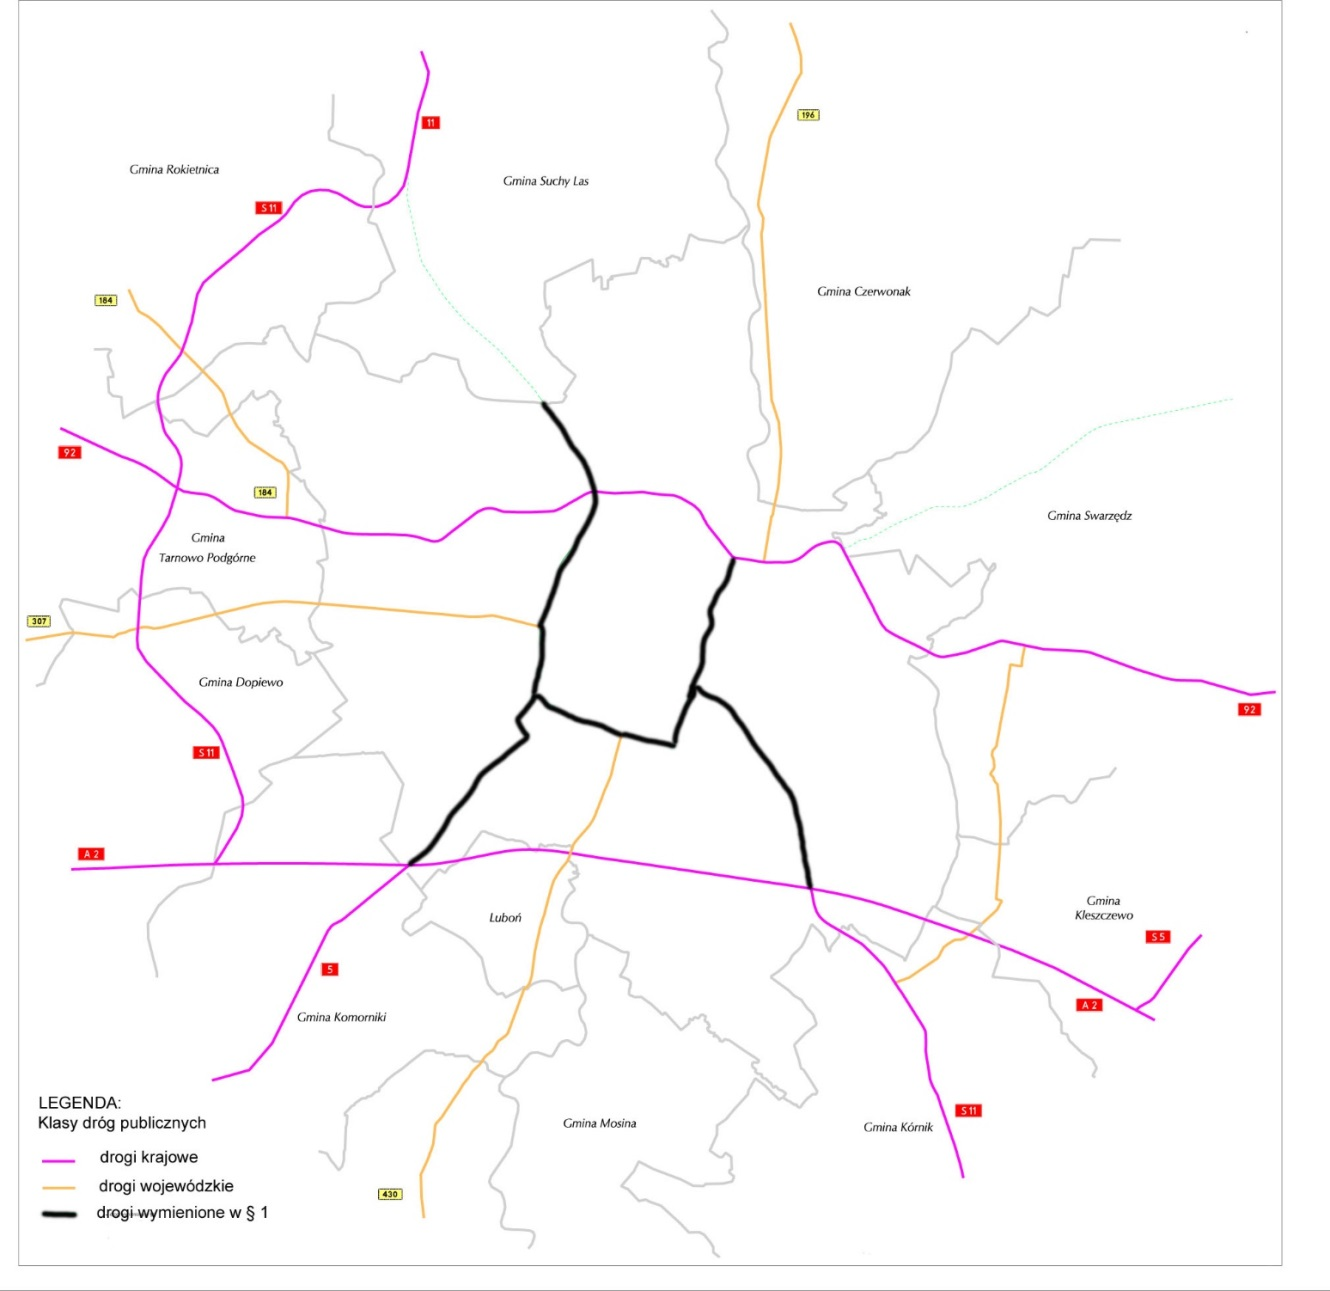 11
196
Gmina Rokietnica
Gmina Suchy Las
S 11
Gmina Czerwonak
184
92
184
Gmina Swarzędz
Gmina
Tarnowo Podgórne
307
Gmina Dopiewo
92
S 11
A 2
Gmina
Kleszczewo
Luboń
S 5
5
A 2
Gmina Komorniki
LEGENDA:
Klasy dróg publicznych
S 11
Gmina Mosina
Gmina Kórnik
drogi krajowe
drogi wojewódzkie
430
drogi wymienione w § 1